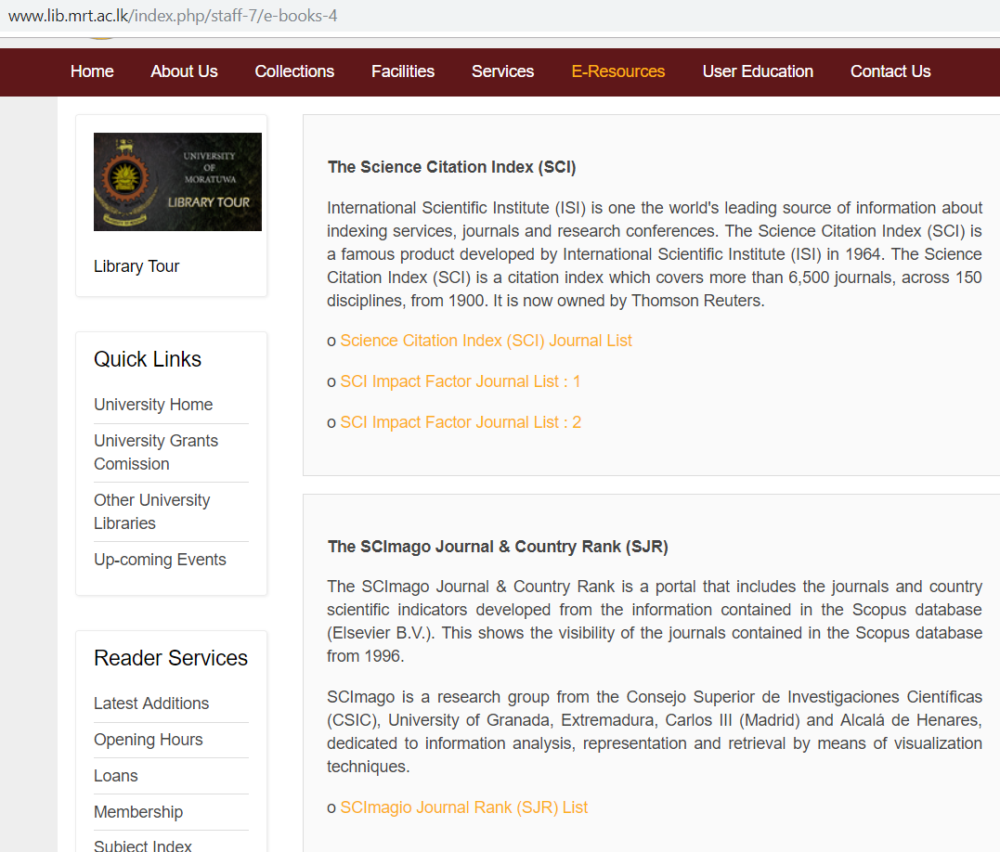 www.lib.mrt.ac.lk/index.php/staff-7/e-books-4
Home About Us Collections Facilities Services E-Resources User Education Contact Us
UNIVERSITY
OF
MORATUWA
LIBRARY TOUR
Library Tour
Quick Links
University Home
University Grants
Comission
Other University
Libraries
Up-coming Events
Reader Services
Latest Additions
Opening Hours
Loans
Membership
Subject Index
The Science Citation Index (SCI)
International Scientific Institute (ISI) is one the world's leading source of information about
indexing services, journals and research conferences. The Science Citation Index (SCI) is
a famous product developed by International Scientific Institute (ISI) in 1964. The Science
Citation Index (SCI) is a citation index which covers more than 6,500 journals, across 150
disciplines, from 1900. It is now owned by Thomson Reuters.
o Science Citation Index (SCI) Journal List
o SCI Impact Factor Journal List : 1
o SCI Impact Factor Journal List : 2
The SCImago Journal & Country Rank (SJR)
The SCImago Journal & Country Rank is a portal that includes the journals and country
scientific indicators developed from the information contained in the Scopus database
(Elsevier B.V.). This shows the visibility of the journals contained in the Scopus database
from 1996.
SCImago is a research group from the Consejo Superior de Investigaciones Científicas
(CSIC), University of Granada, Extremadura, Carlos III (Madrid) and Alcalá de Henares,
dedicated to information analysis, representation and retrieval by means of visualization
techniques.
o SCImagio Journal Rank (SJR) List